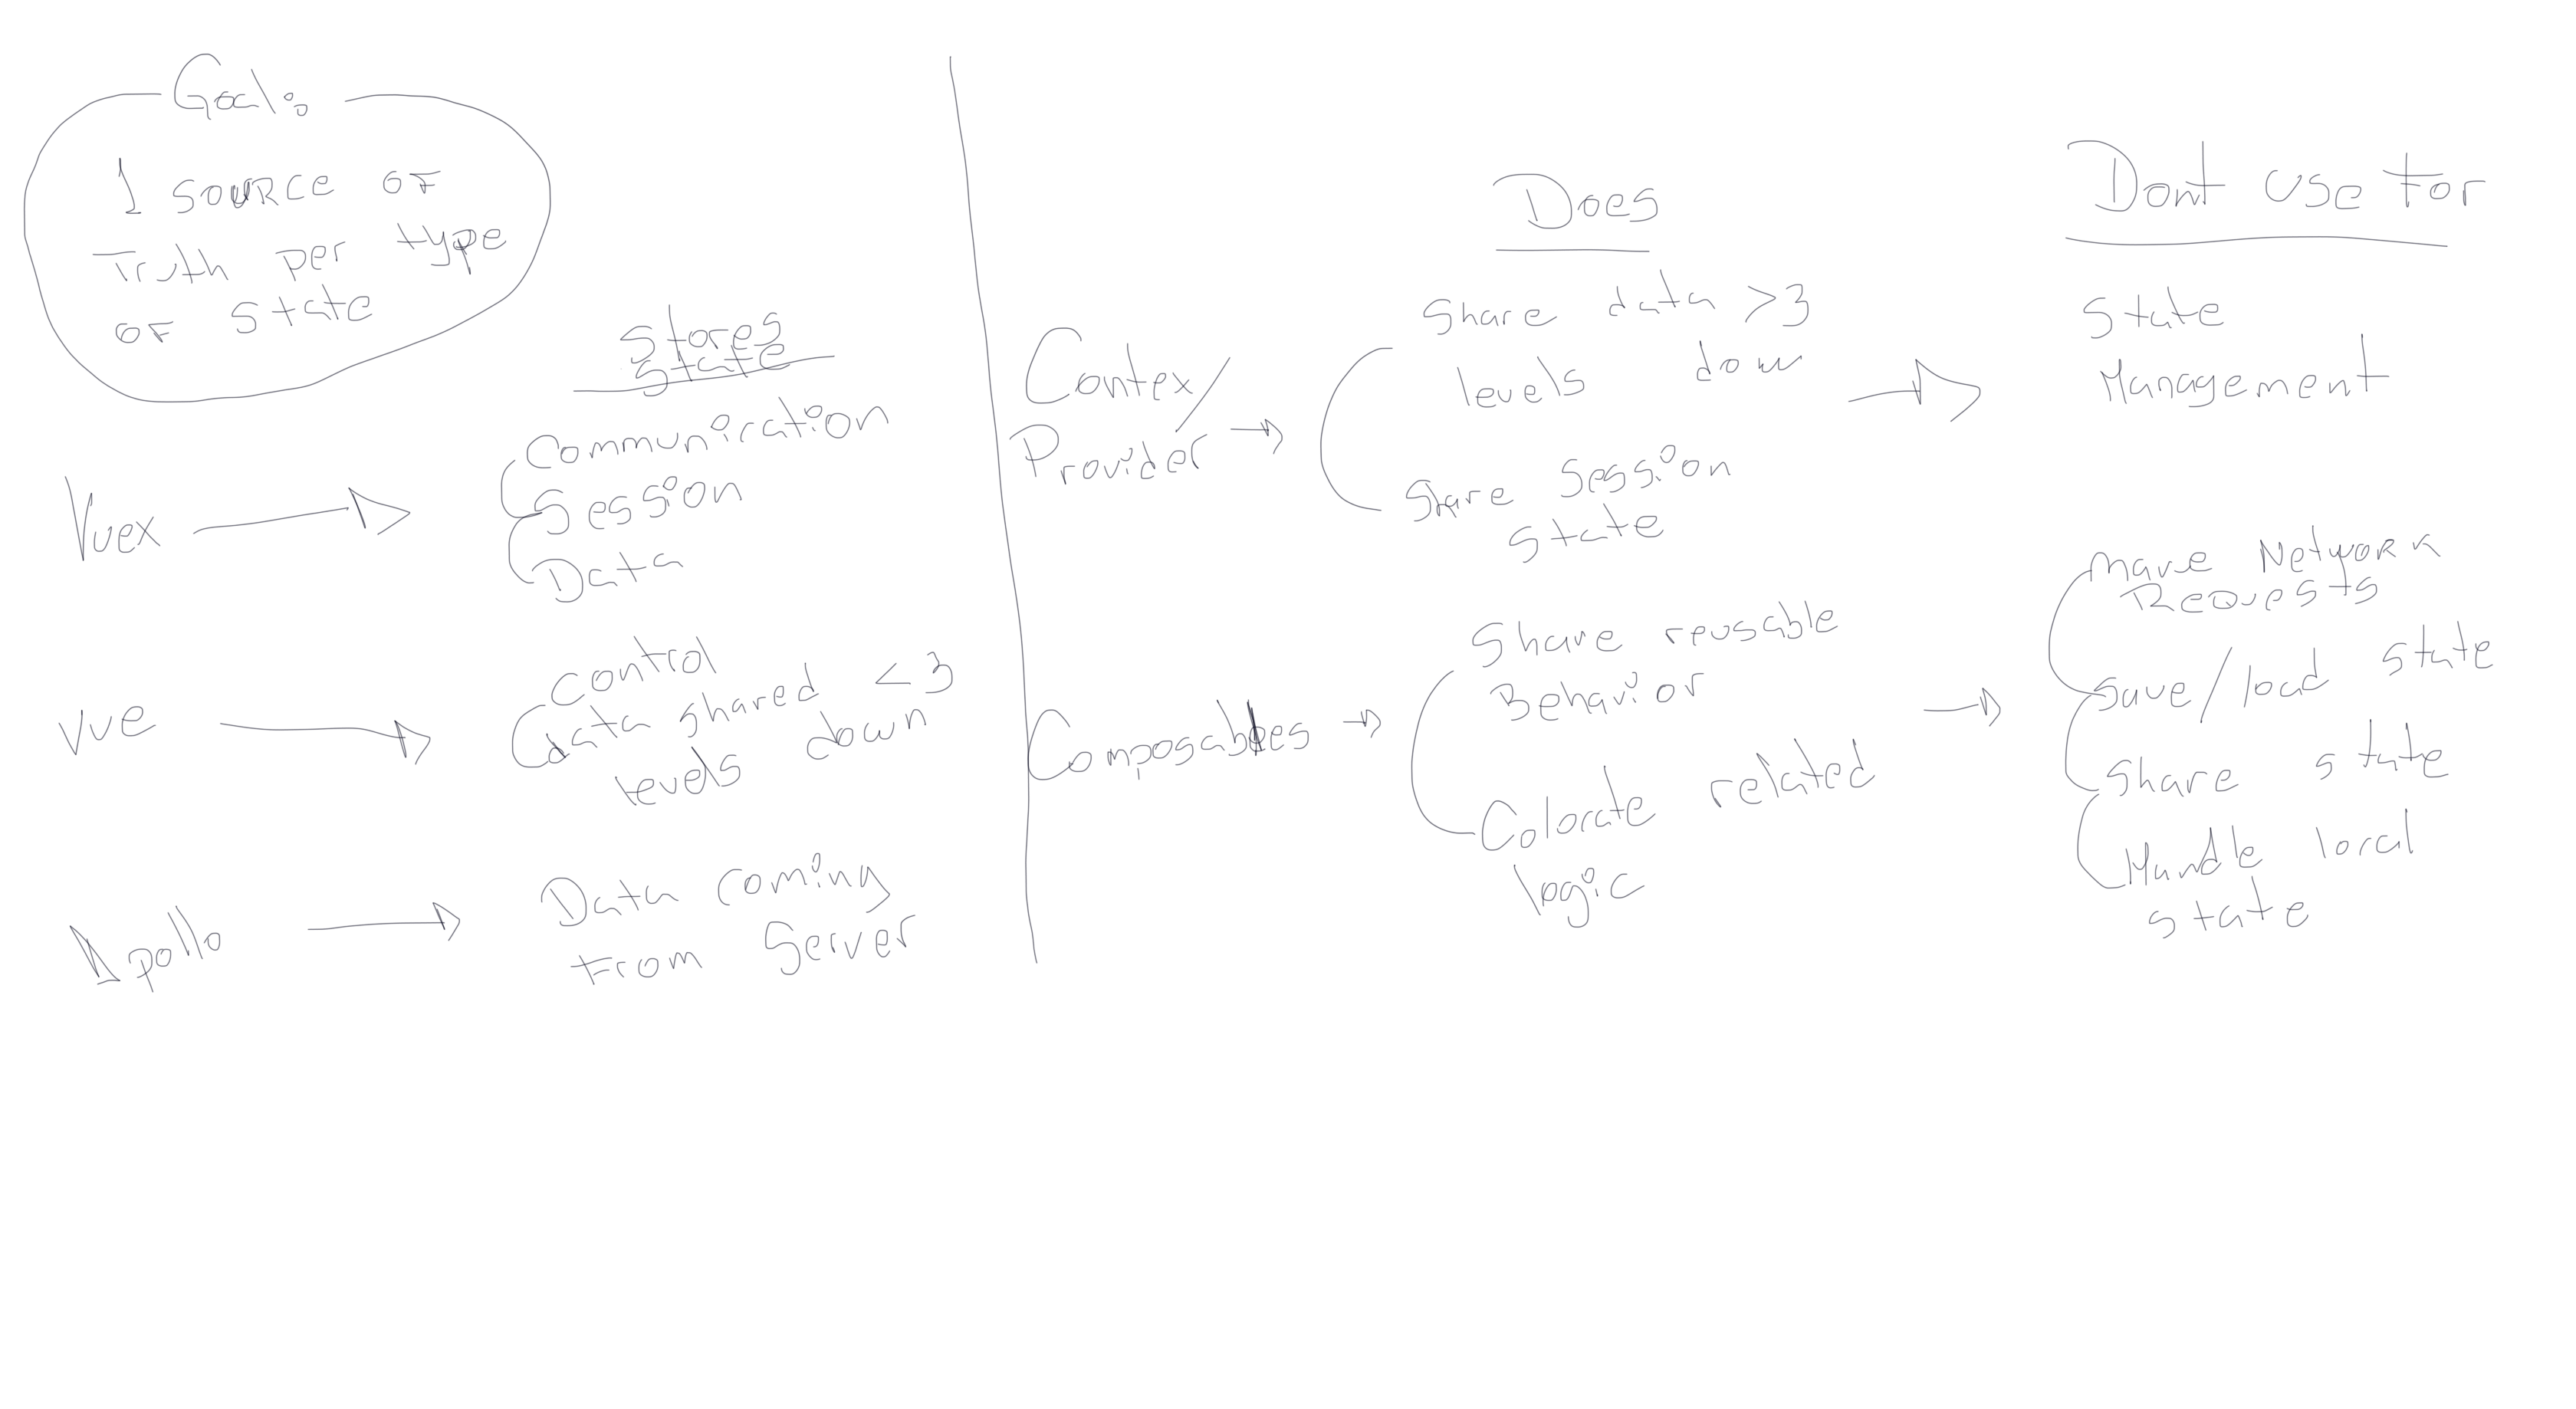 Goal:
1 source of
Truth per type
of state
Stores
state
Vuex
Communication
Session
Data
Vue
Control
data shared <3
levels down
Apollo
Data coming
from Server
Does
Dont use for
Contex/
Provider
Share data >3
levels down
Share Session
state
State
Management
Composables
Share reusable
Behavior
Colocate related
logic
Make Network
Requests
Save/load state
Share state
Handle local
state